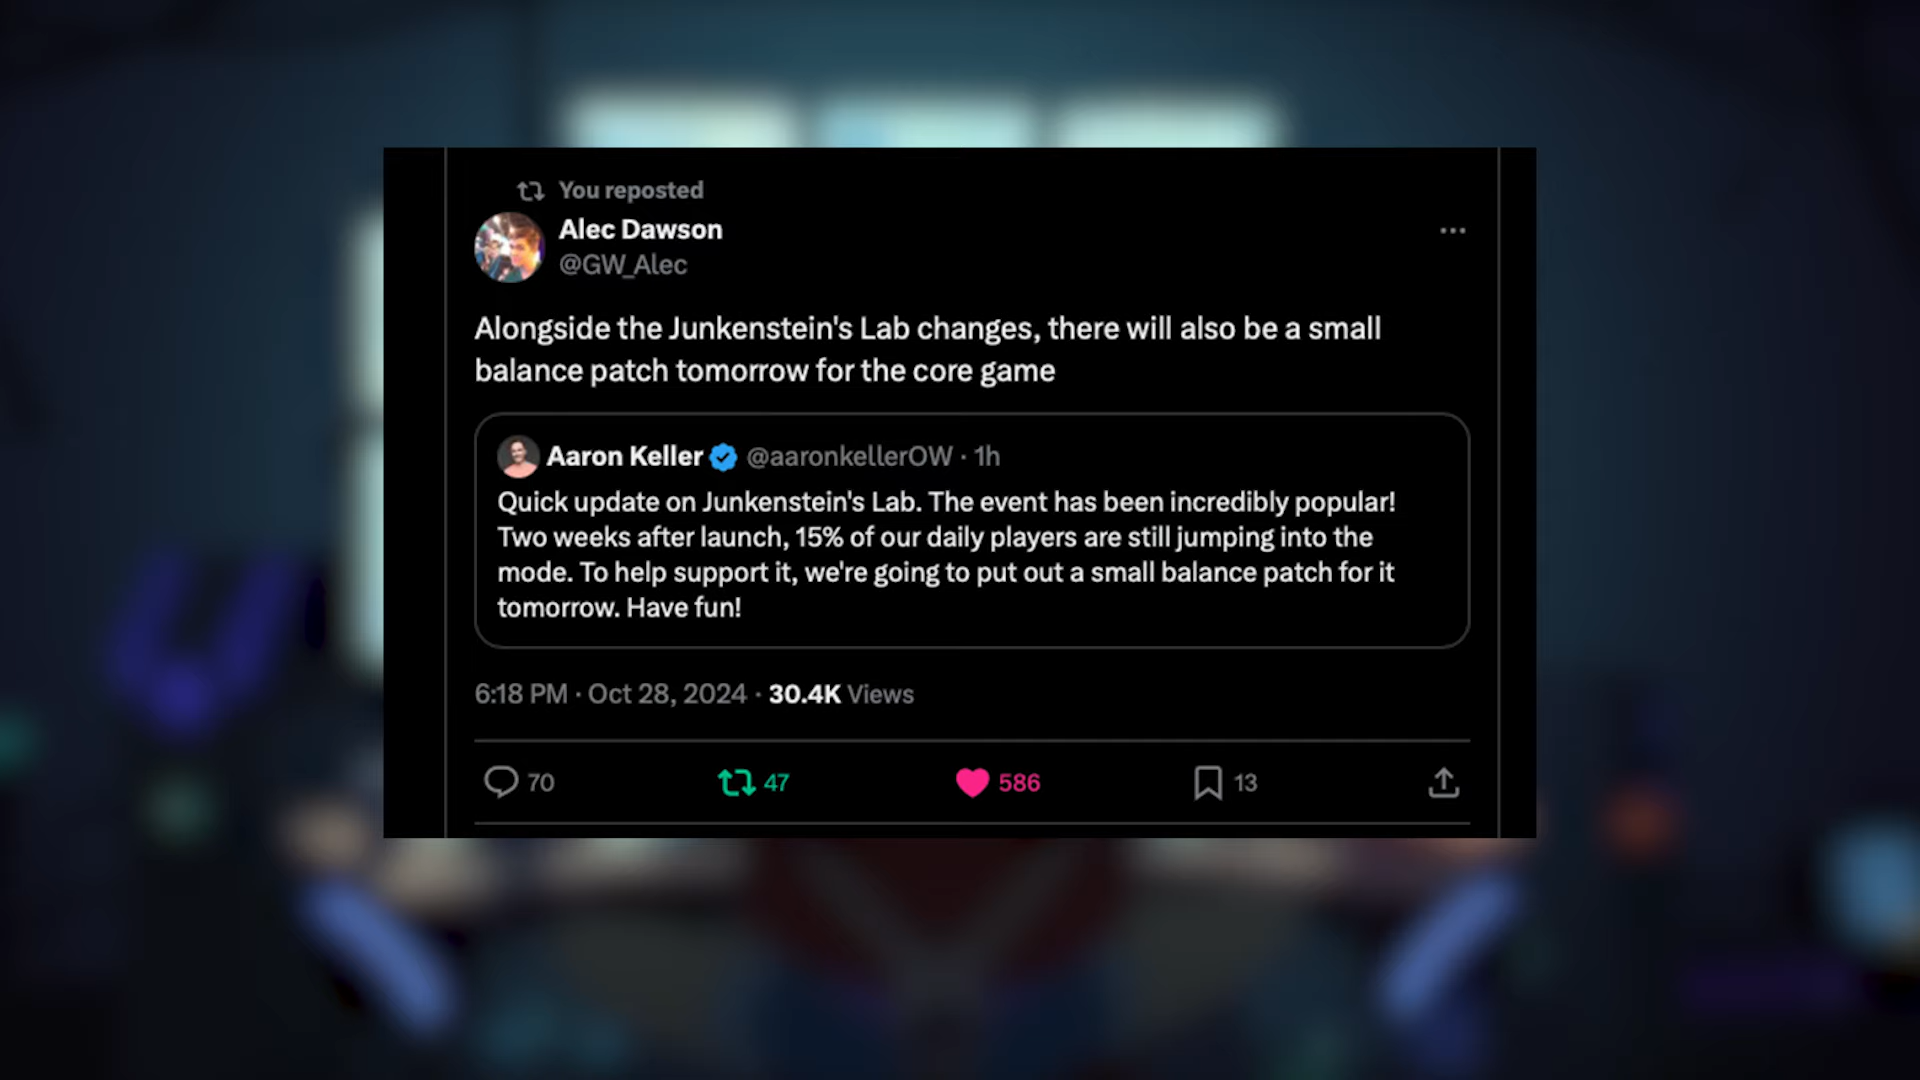 You reposted
Alec Dawson
@GW_Alec
Alongside the Junkenstein's Lab changes, there will also be a small
balance patch tomorrow for the core game
Aaron Keller @aaronkellerOW · 1h
Quick update on Junkenstein's Lab. The event has been incredibly popular!
Two weeks after launch, 15% of our daily players are still jumping into the
mode. To help support it, we're going to put out a small balance patch for it
tomorrow. Have fun!
6:18 PM · Oct 28, 2024 · 30.4K Views
70 47 586 13